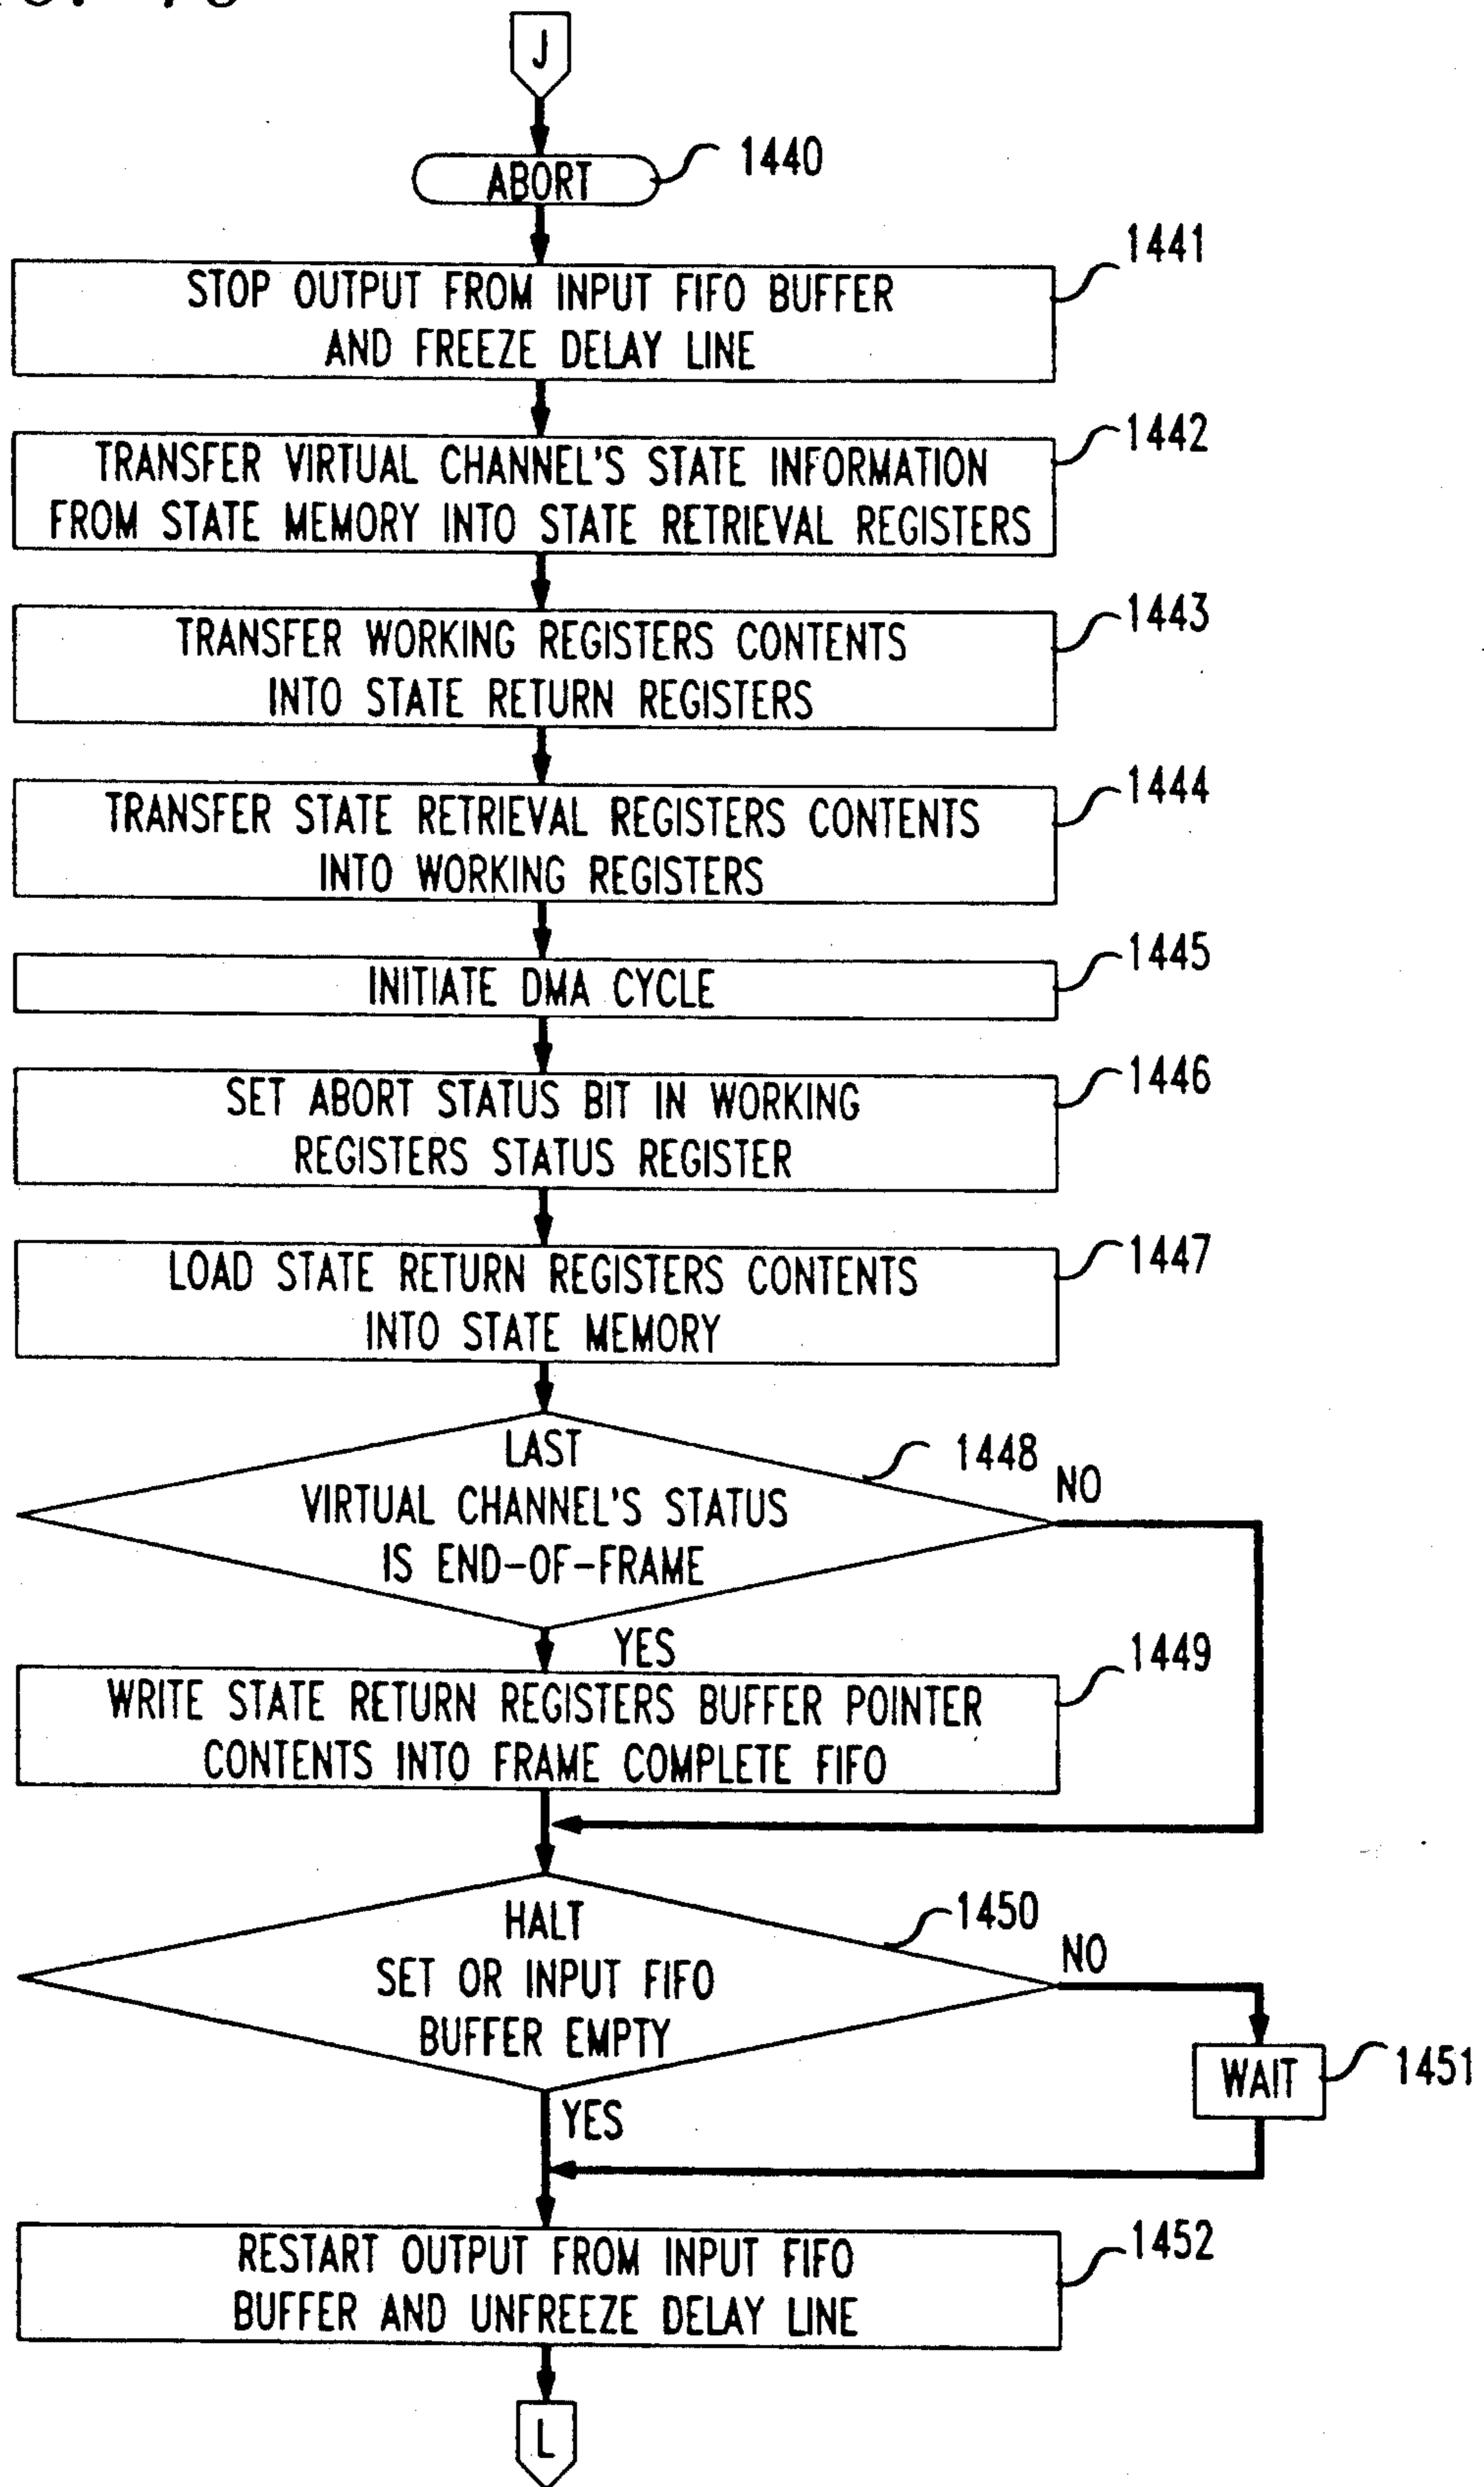 J
ABORT
1440
1441
STOP OUTPUT FROM INPUT FIFO BUFFER
AND FREEZE DELAY LINE
1442
TRANSFER VIRTUAL CHANNEL'S STATE INFORMATION
FROM STATE MEMORY INTO STATE RETRIEVAL REGISTERS
1443
TRANSFER WORKING REGISTERS CONTENTS
INTO STATE RETURN REGISTERS
1444
TRANSFER STATE RETRIEVAL REGISTERS CONTENTS
INTO WORKING REGISTERS
1445
INITIATE DMA CYCLE
1446
SET ABORT STATUS BIT IN WORKING
REGISTERS STATUS REGISTER
1447
LOAD STATE RETURN REGISTERS CONTENTS
INTO STATE MEMORY
1448
LAST
VIRTUAL CHANNEL'S STATUS
IS END-OF-FRAME
NO
YES
1449
WRITE STATE RETURN REGISTERS BUFFER POINTER
CONTENTS INTO FRAME COMPLETE FIFO
1450
HALT
SET OR INPUT FIFO
BUFFER EMPTY
NO
WAIT
1451
YES
1452
RESTART OUTPUT FROM INPUT FIFO
BUFFER AND UNFREEZE DELAY LINE
L